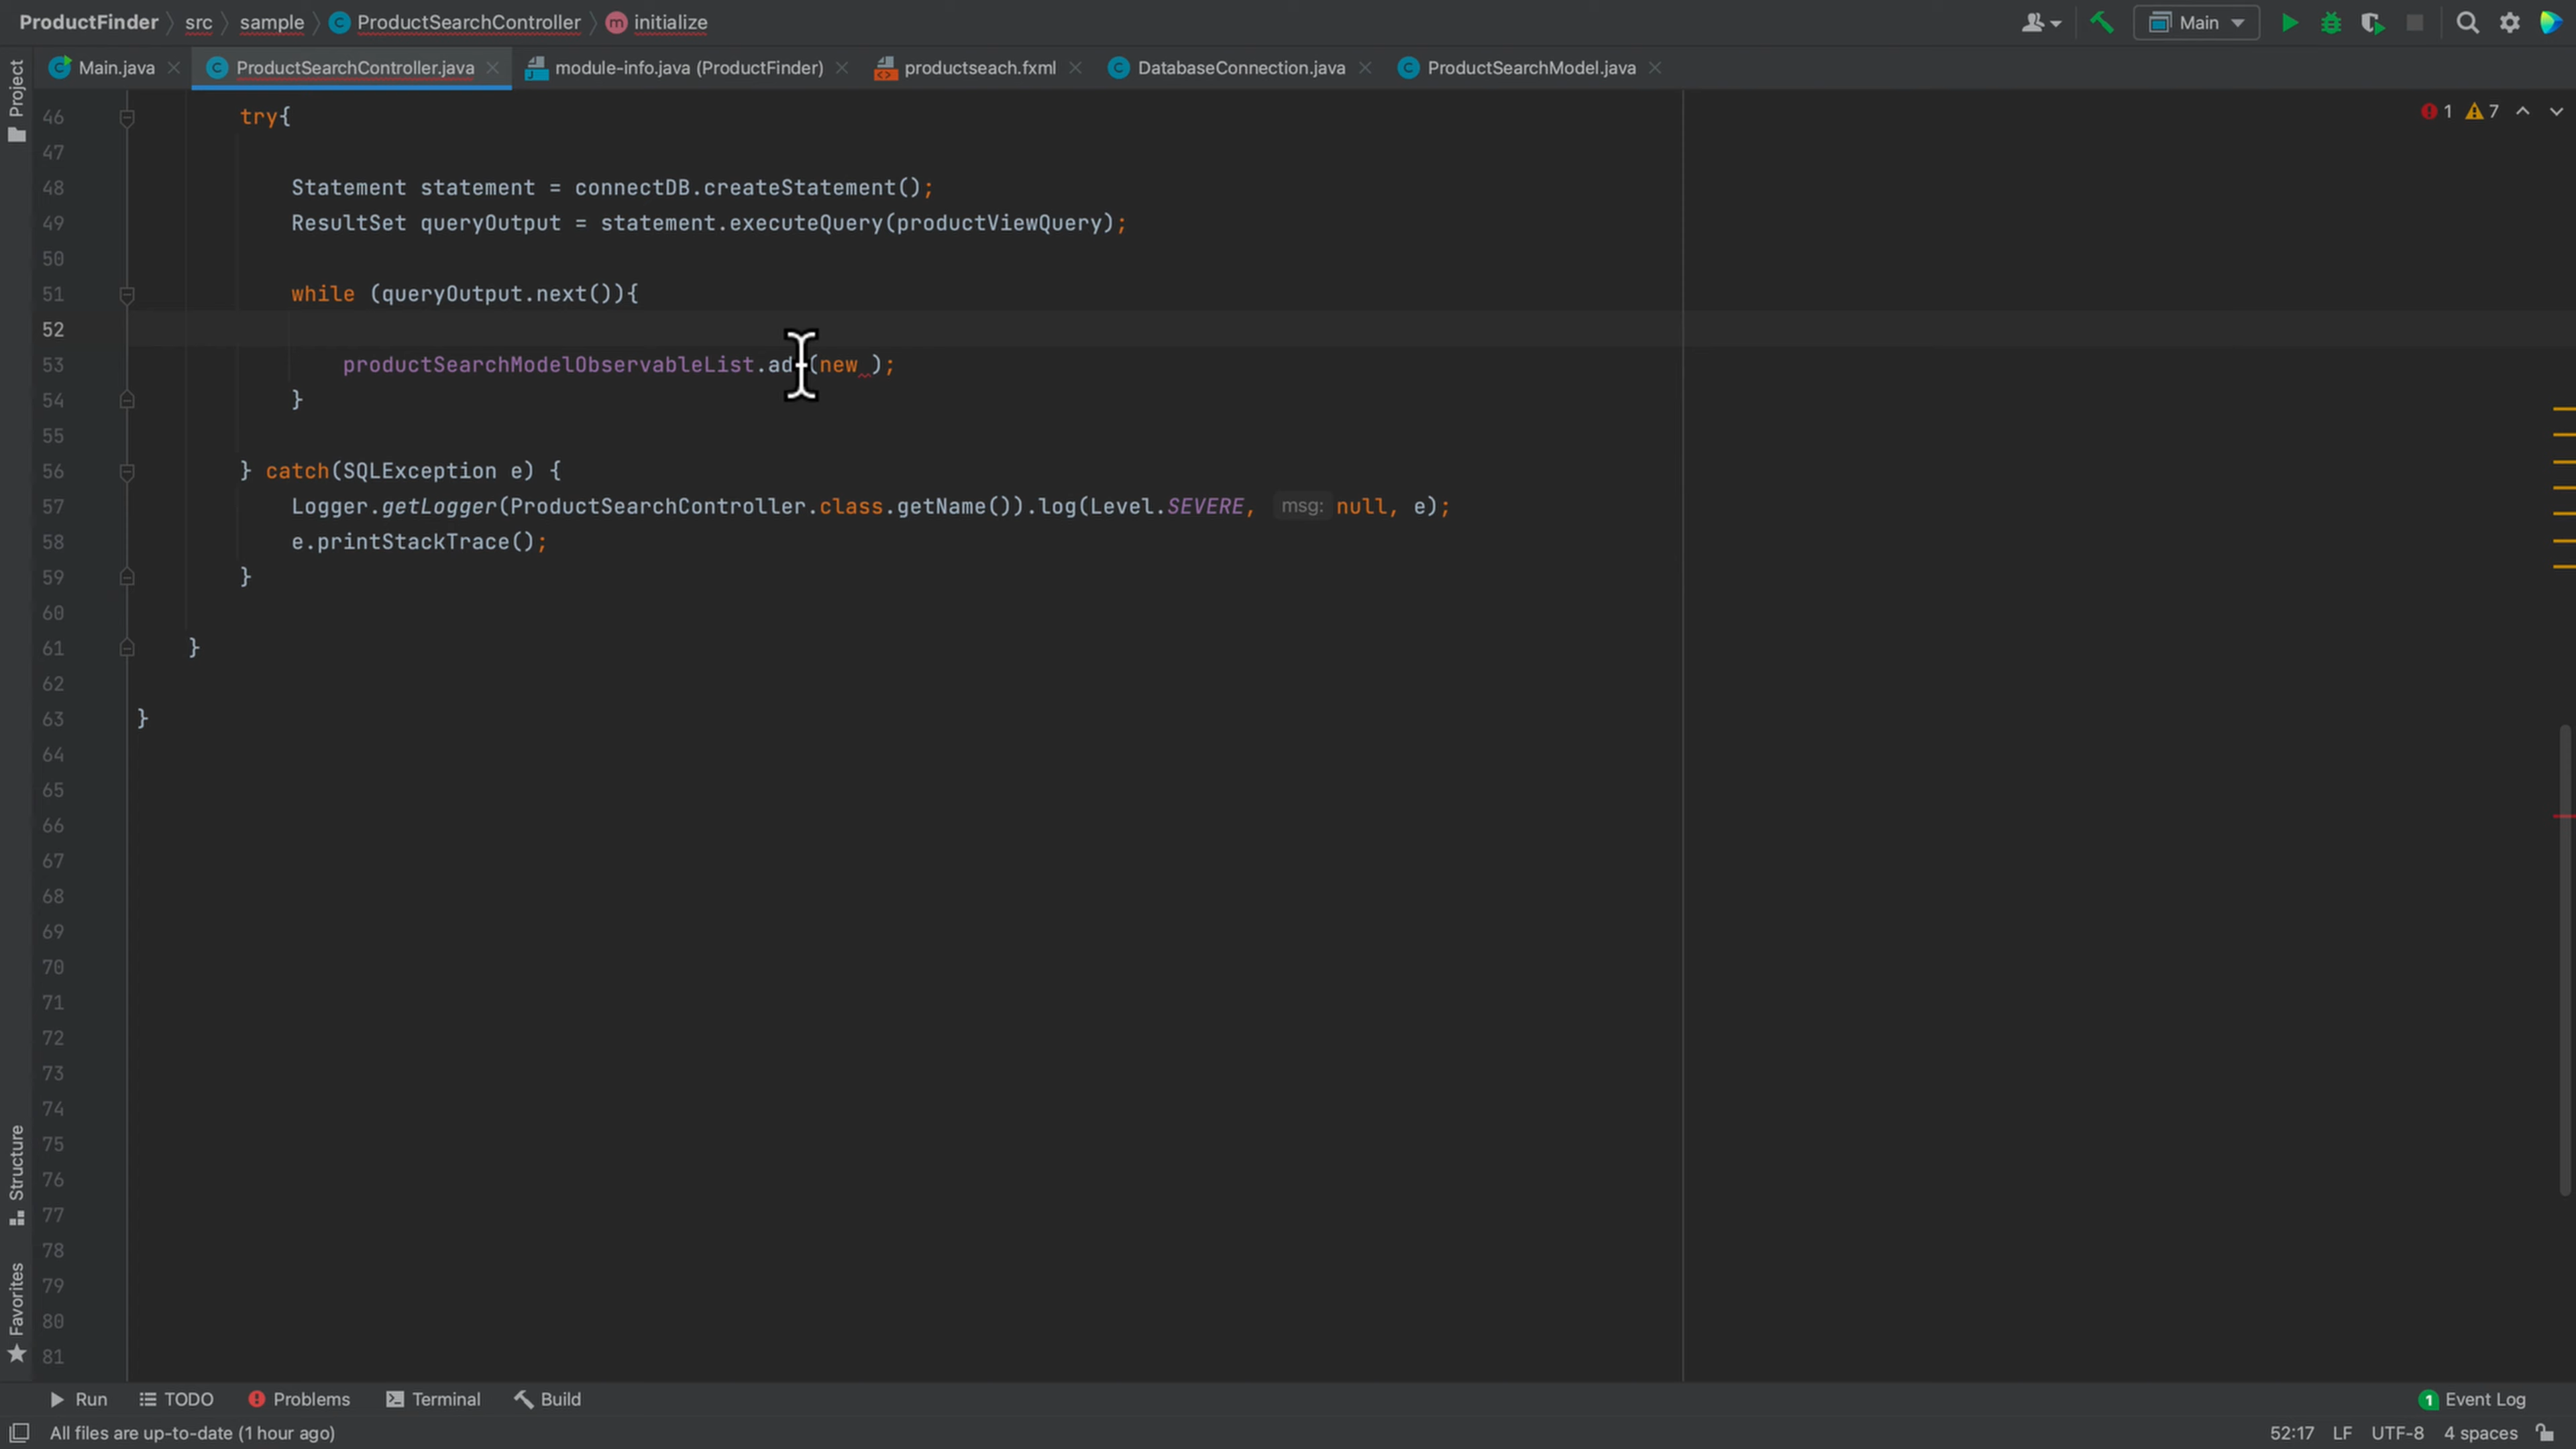 ProductFinder src sample ProductSearchController initialize Main
Main.java ProductSearchController.java module-info.java (ProductFinder) productseach.fxml DatabaseConnection.java ProductSearchModel.java
Project
1 7
46 try{
47
48 Statement statement = connectDB.createStatement();
49 ResultSet queryOutput = statement.executeQuery(productViewQuery);
50
51 while (queryOutput.next()){
52
53 productSearchModelObservableList.ad (new );
54 }
55
56 } catch(SQLException e) {
57 Logger.getLogger(ProductSearchController.class.getName()).log(Level.SEVERE, msg: null, e);
58 e.printStackTrace();
59 }
60
61 }
62
63 }
64
65
66
67
68
69
70
71
72
73
74
75
76
77
78
79
80
81
Structure
Favorites
Run TODO Problems Terminal Build 1 Event Log
All files are up-to-date (1 hour ago) 52:17 LF UTF-8 4 spaces